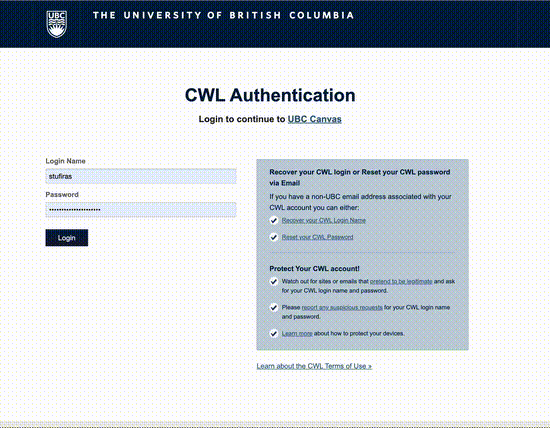 UBC
THE UNIVERSITY OF BRITISH COLUMBIA
CWL Authentication
Login to continue to UBC Canvas
Login Name
stufiras
Password
•••••••••••••••••••••
Login
Recover your CWL login or Reset your CWL password
via Email
If you have a non-UBC email address associated with your
CWL account you can either:
Recover your CWL Login Name
Reset your CWL Password
Protect Your CWL account!
Watch out for sites or emails that pretend to be legitimate and ask
for your CWL login name and password.
Please report any suspicious requests for your CWL login name
and password.
Learn more about how to protect your devices.
Learn about the CWL Terms of Use »